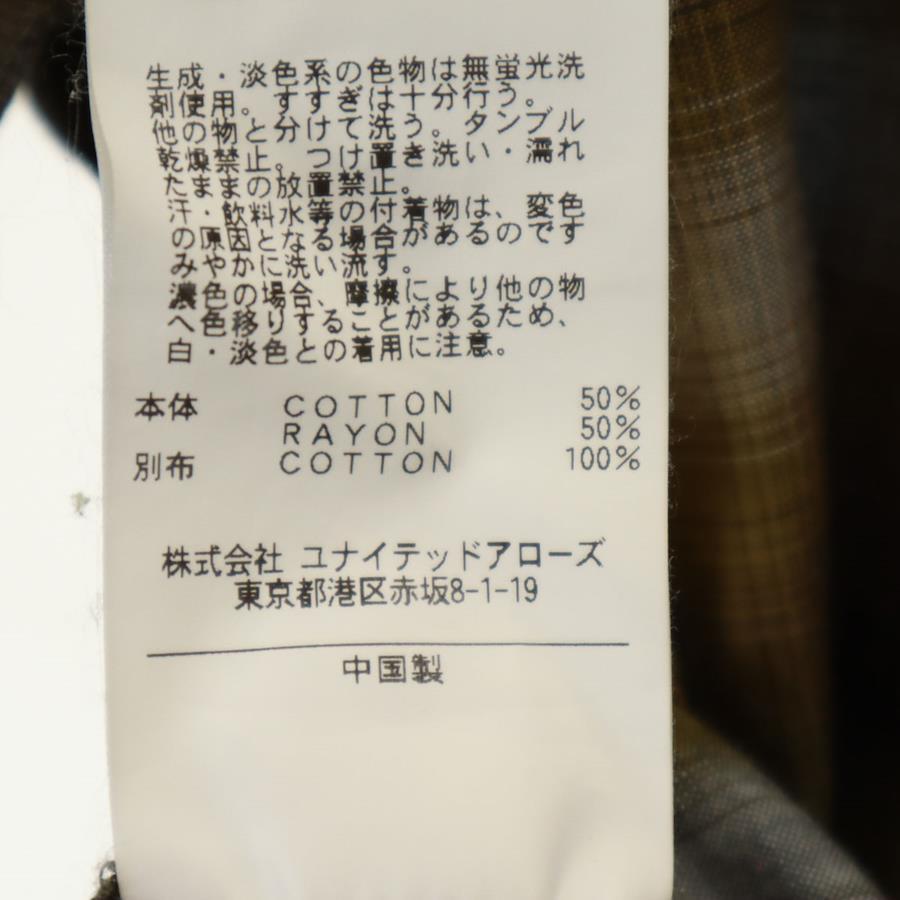 生成・淡色系の色物は無蛍光洗
剤使用。すすぎは十分行う。
他の物と分けて洗う。タンブル
乾燥禁止。つけ置き洗い・濡れ
たままの放置禁止。
汗・飲料水等の付着物は、変色
の原因となる場合があるのです
みやかに洗い流す。
濃色の場合、摩擦により他の物
へ色移りすることがあるため、
白・淡色との着用に注意。
本体 COTTON 50%
RAYON 50%
別布 COTTON 100%
株式会社 ユナイテッドアローズ
東京都港区赤坂8-1-19
中国製